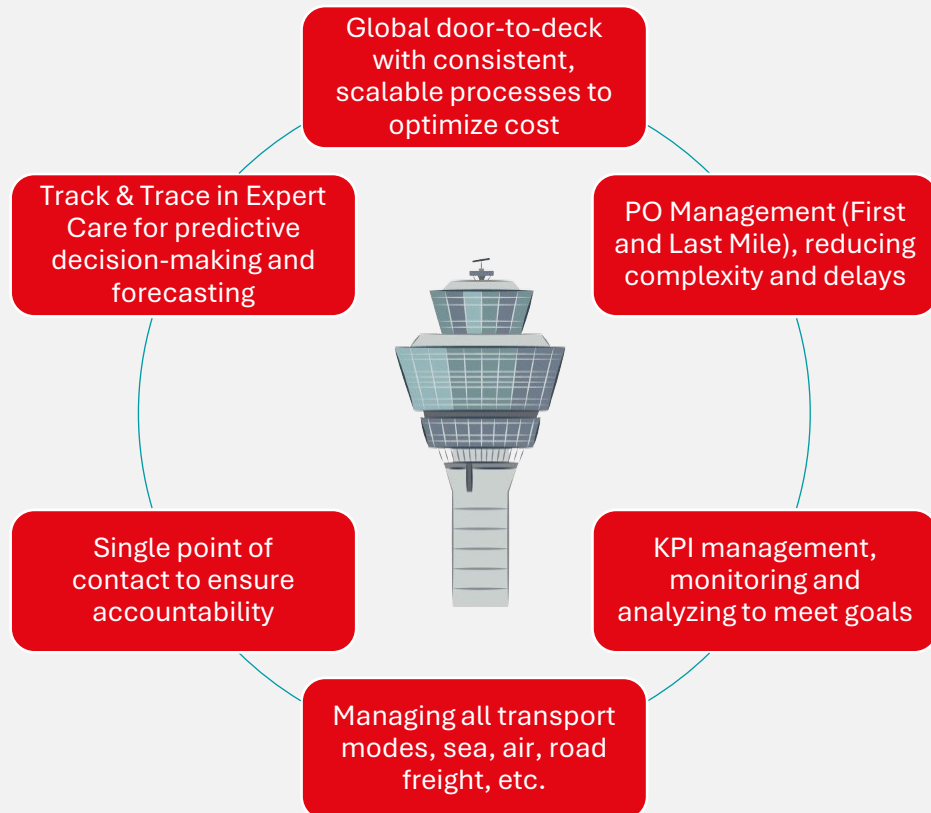 Global door-to-deck
with consistent,
scalable processes to
optimize cost
PO Management (First
and Last Mile), reducing
complexity and delays
KPI management,
monitoring and
analyzing to meet goals
Managing all transport
modes, sea, air, road
freight, etc.
Single point of
contact to ensure
accountability
Track & Trace in Expert
Care for predictive
decision-making and
forecasting